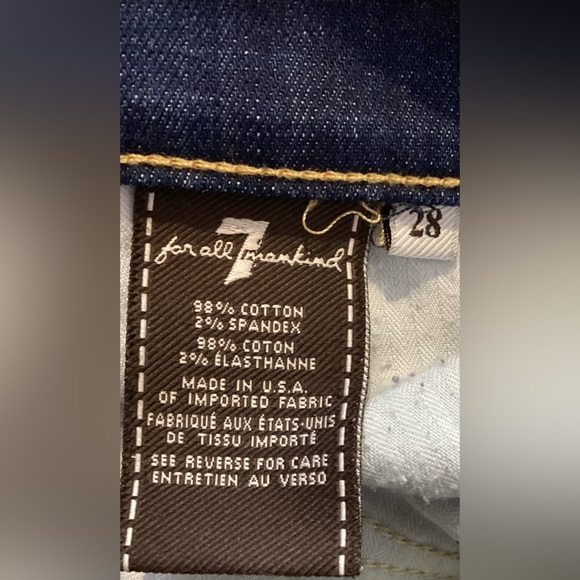 7
for all mankind
28
98% COTTON
2% SPANDEX
98% COTON
2% ÉLASTHANNE
MADE IN U.S.A.
OF IMPORTED FABRIC
FABRIQUÉ AUX ÉTATS-UNIS
DE TISSU IMPORTÉ
SEE REVERSE FOR CARE
ENTRETIEN AU VERSO